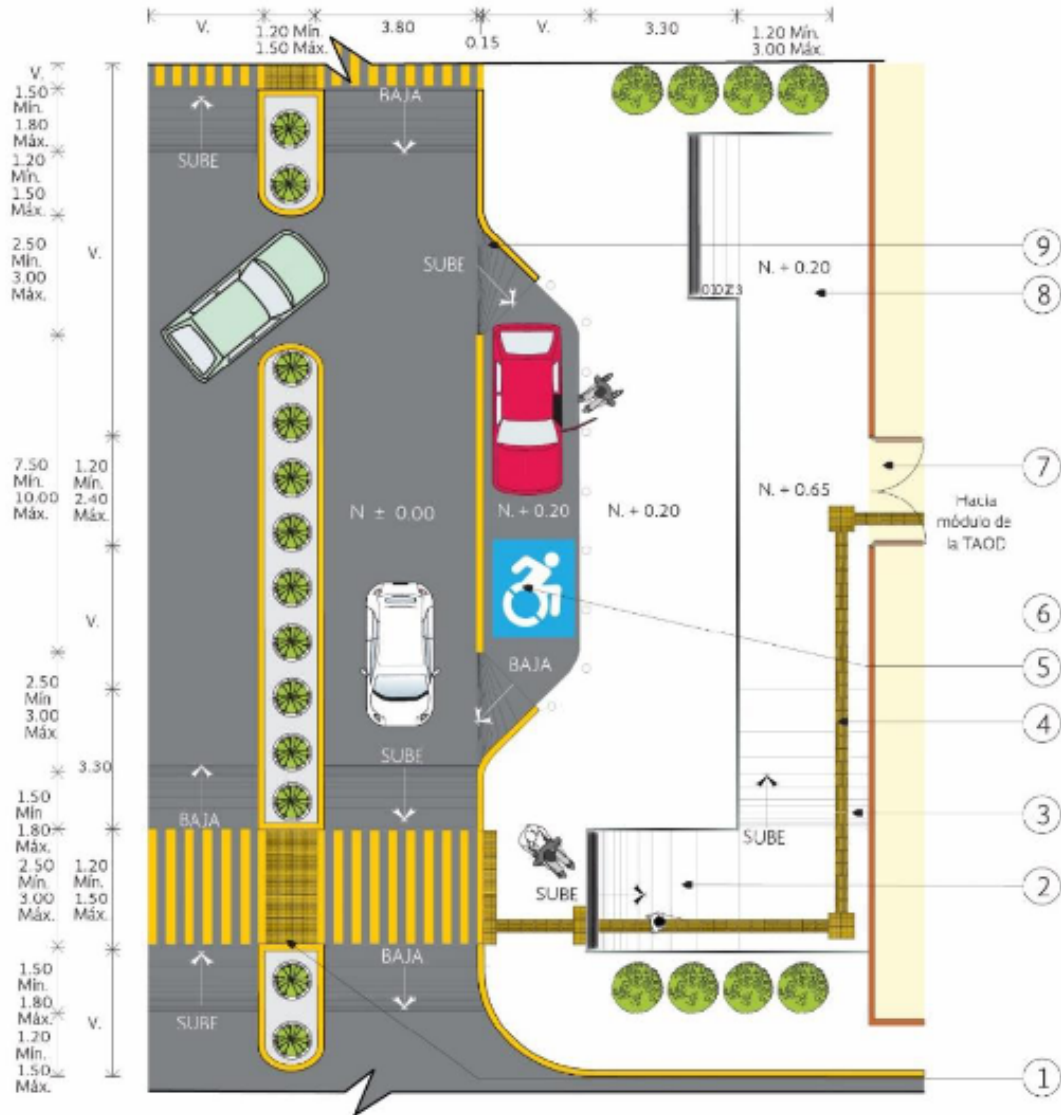 V.
1.20 Mín.
1.50 Máx.
3.80
0.15
V.
3.30
1.20 Mín.
3.00 Máx.
V.
1.50
Mín.
1.80
Máx.
1.20
Mín.
1.50
Máx.
2.50
Mín.
3.00
Máx.
V.
7.50
Mín.
10.00
Máx.
1.20
Mín.
2.40
Máx.
V.
2.50
Mín
3.00
Máx
3.30
1.50
Mín
1.80
Máx.
2.50
Mín.
3.00
Máx.
1.20
Mín.
1.50
Máx.
1.50
Mín.
1.80
Máx.
1.20
Mín.
1.50
Máx.
V.
BAJA
SUBE
SUBE
N. + 0.20
9
8
N ± 0.00
N. + 0.20
N. + 0.20
N. + 0.65
7
Hacia
módulo de
la TAOD
6
5
BAJA
4
SUBE
BAJA
SUBE
3
SUBE
2
BAJA
SUBE
1